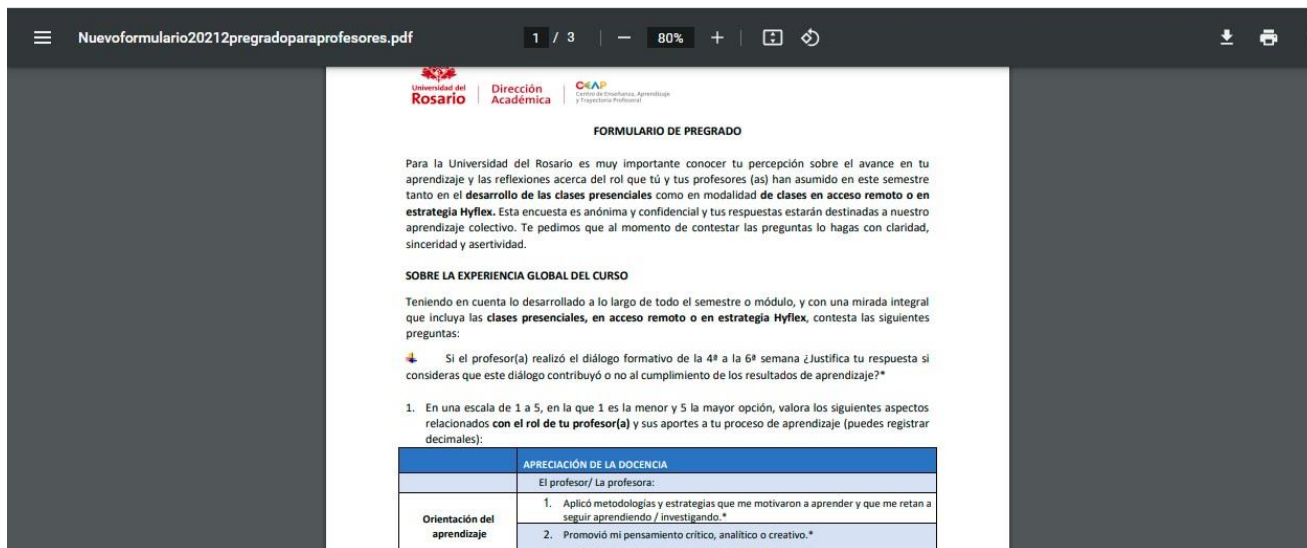 Nuevoformulario20212pregradoparaprofesores.pdf
1 / 3
80%
Universidad del
Rosario
Dirección
Académica
CEAP
Centro de Enseñanza, Aprendizaje
y Trayectoria Profesoral
FORMULARIO DE PREGRADO
Para la Universidad del Rosario es muy importante conocer tu percepción sobre el avance en tu
aprendizaje y las reflexiones acerca del rol que tú y tus profesores (as) han asumido en este semestre
tanto en el desarrollo de las clases presenciales como en modalidad de clases en acceso remoto o en
estrategia Hyflex. Esta encuesta es anónima y confidencial y tus respuestas estarán destinadas a nuestro
aprendizaje colectivo. Te pedimos que al momento de contestar las preguntas lo hagas con claridad,
sinceridad y asertividad.
SOBRE LA EXPERIENCIA GLOBAL DEL CURSO
Teniendo en cuenta lo desarrollado a lo largo de todo el semestre o módulo, y con una mirada integral
que incluya las clases presenciales, en acceso remoto o en estrategia Hyflex, contesta las siguientes
preguntas:
Si el profesor(a) realizó el diálogo formativo de la 4ª a la 6ª semana ¿Justifica tu respuesta si
consideras que este diálogo contribuyó o no al cumplimiento de los resultados de aprendizaje?*
1. En una escala de 1 a 5, en la que 1 es la menor y 5 la mayor opción, valora los siguientes aspectos
relacionados con el rol de tu profesor(a) y sus aportes a tu proceso de aprendizaje (puedes registrar
decimales):
APRECIACIÓN DE LA DOCENCIA
El profesor/ La profesora:
Orientación del
aprendizaje
1. Aplicó metodologías y estrategias que me motivaron a aprender y que me retan a
seguir aprendiendo / investigando.*
2. Promovió mi pensamiento crítico, analítico o creativo.*